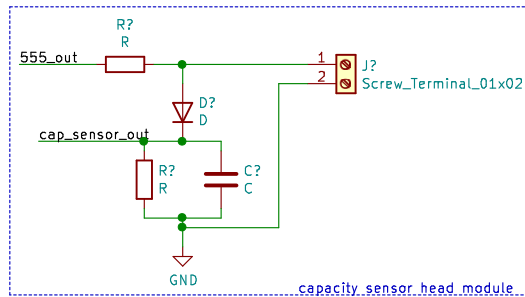 R?
R
555_out
1
2
J?
Screw_Terminal_01x02
D?
D
cap_sensor_out
R?
R
C?
C
GND
capacity sensor head module